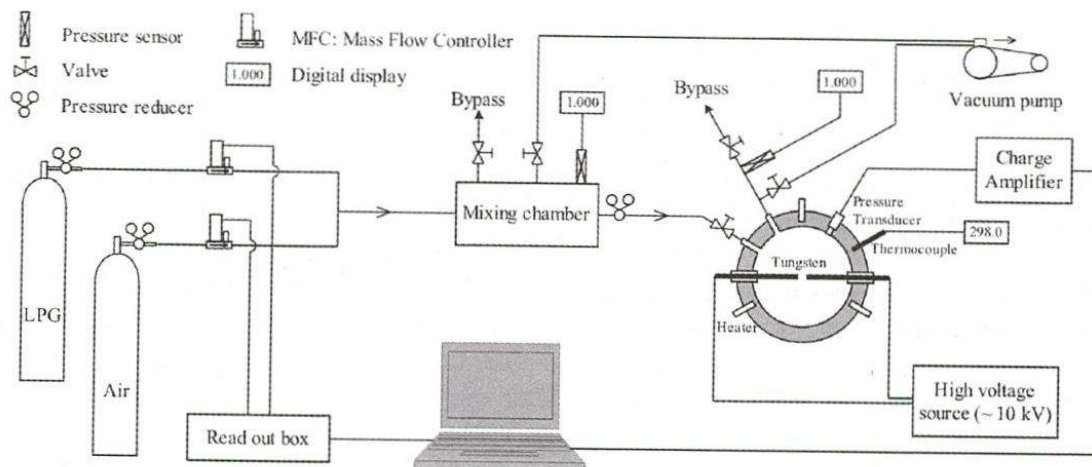 Pressure sensor
MFC: Mass Flow Controller
Valve
1.000
Digital display
Pressure reducer
Bypass
1.000
Bypass
1.000
Vacuum pump
Charge
Amplifier
Mixing chamber
Pressure
Transducer
Thermocouple
298.0
Tungsten
Heater
LPG
Air
Read out box
High voltage
source (~ 10 kV)